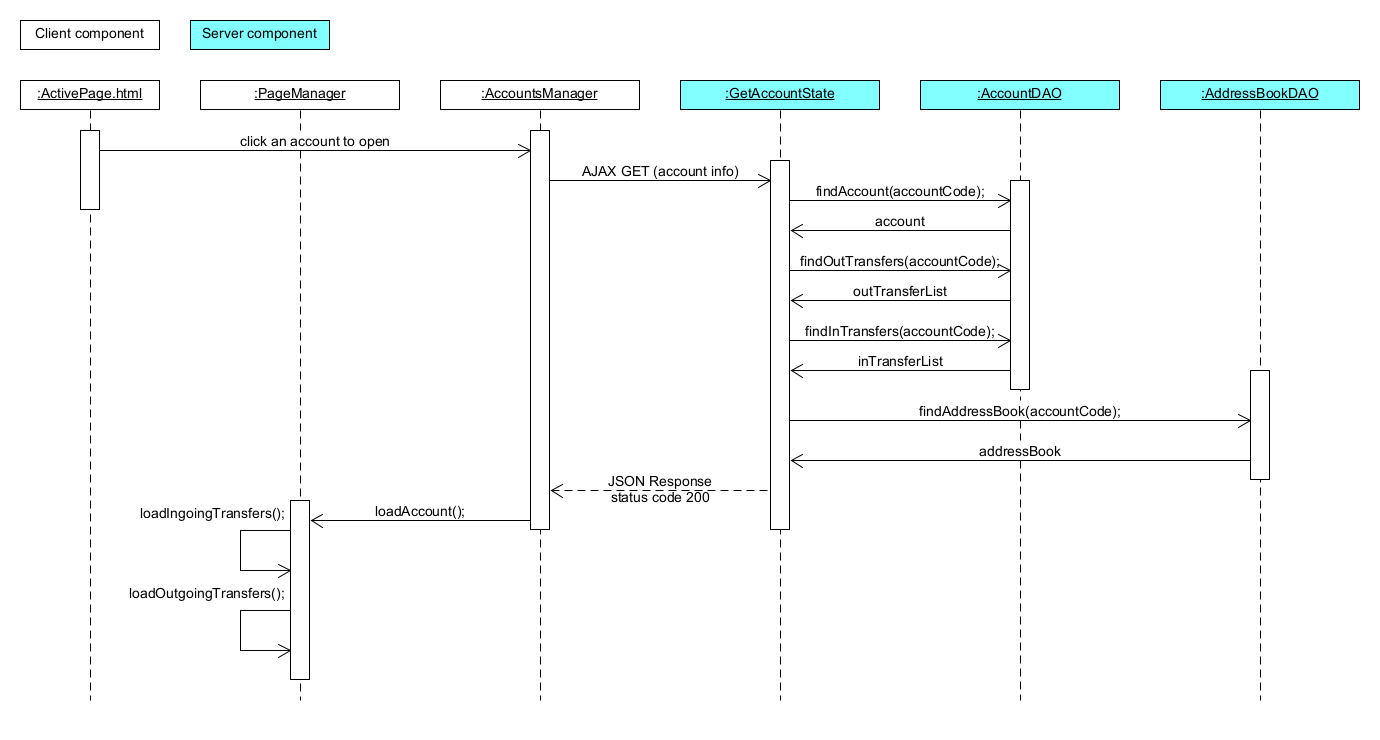 Client component
Server component
:ActivePage.html
:PageManager
:AccountsManager
:GetAccountState
:AccountDAO
:AddressBookDAO
click an account to open
AJAX GET (account info)
findAccount(accountCode);
account
findOutTransfers(accountCode);
outTransferList
findInTransfers(accountCode);
inTransferList
findAddressBook(accountCode);
addressBook
JSON Response
status code 200
loadAccount();
loadIngoingTransfers();
loadOutgoingTransfers();